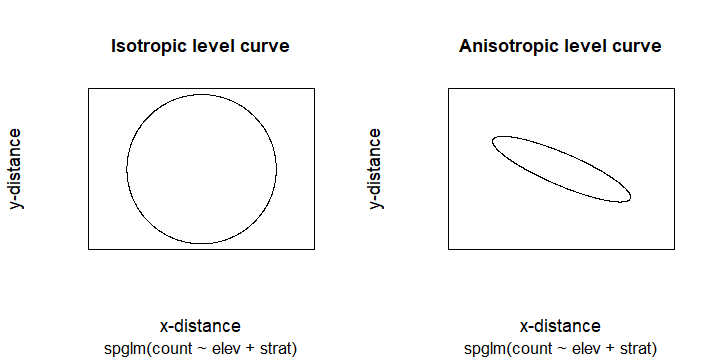 Isotropic level curve
y-distance
x-distance
spglm(count ~ elev + strat)
Anisotropic level curve
y-distance
x-distance
spglm(count ~ elev + strat)